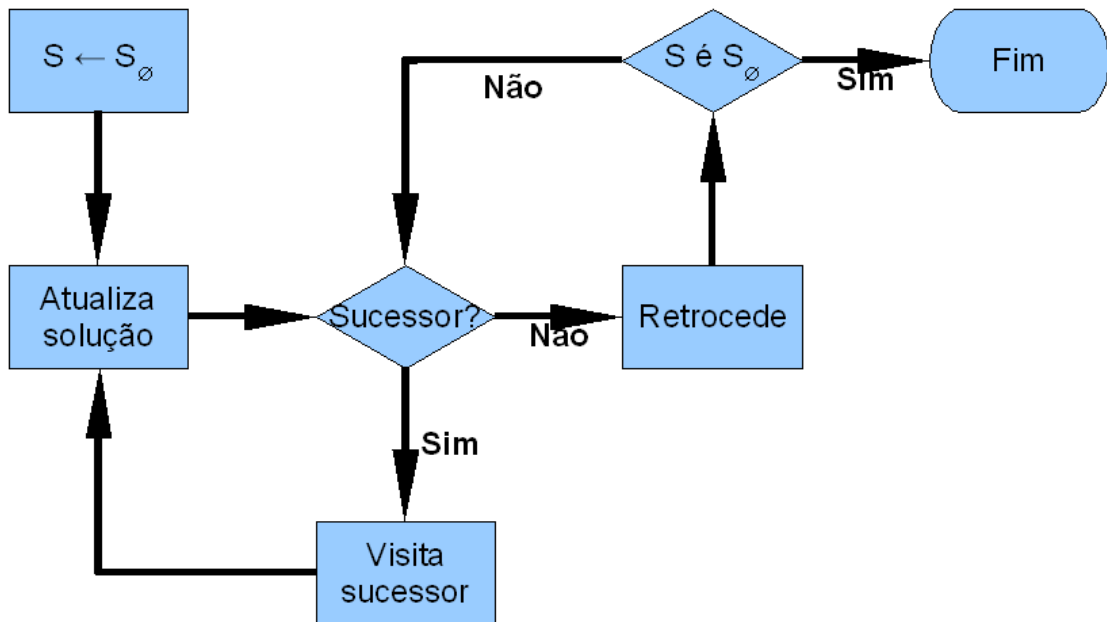 S ← S∅
S é S∅
Fim
Não
Sim
Atualiza
solução
Sucessor?
Não
Retrocede
Sim
Visita
sucessor